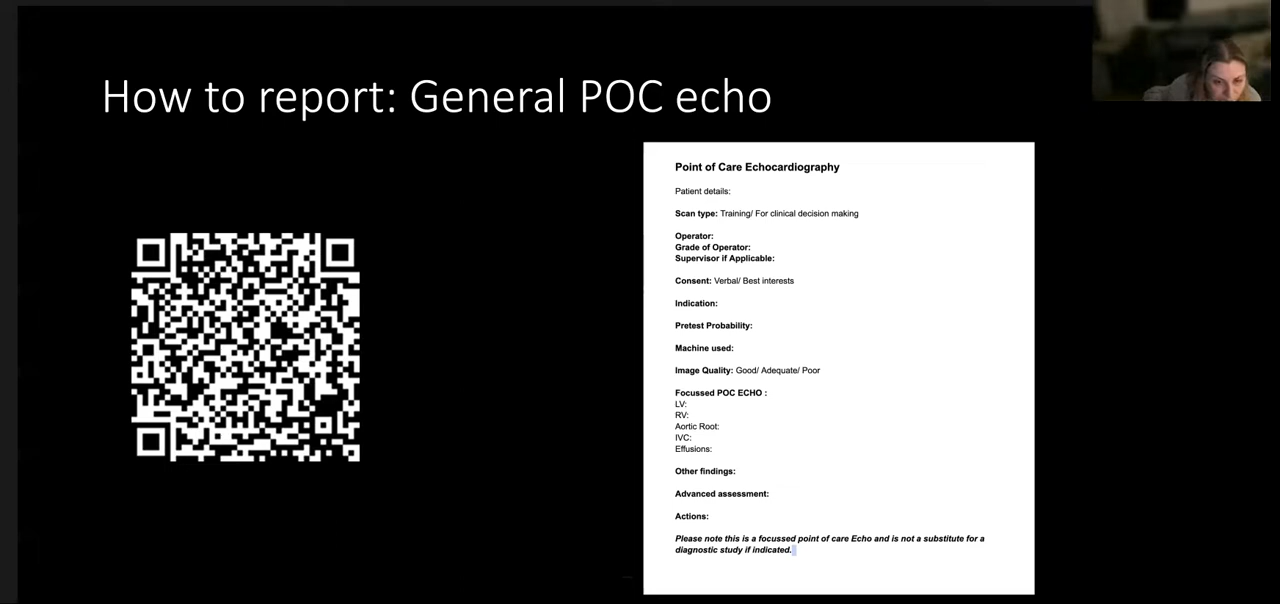 How to report: General POC echo
Point of Care Echocardiography
Patient details:
Scan type: Training/ For clinical decision making
Operator:
Grade of Operator:
Supervisor if Applicable:
Consent: Verbal/ Best interests
Indication:
Pretest Probability:
Machine used:
Image Quality: Good/ Adequate/ Poor
Focussed POC ECHO :
LV:
RV:
Aortic Root:
IVC:
Effusions:
Other findings:
Advanced assessment:
Actions:
Please note this is a focussed point of care Echo and is not a substitute for a
diagnostic study if indicated.